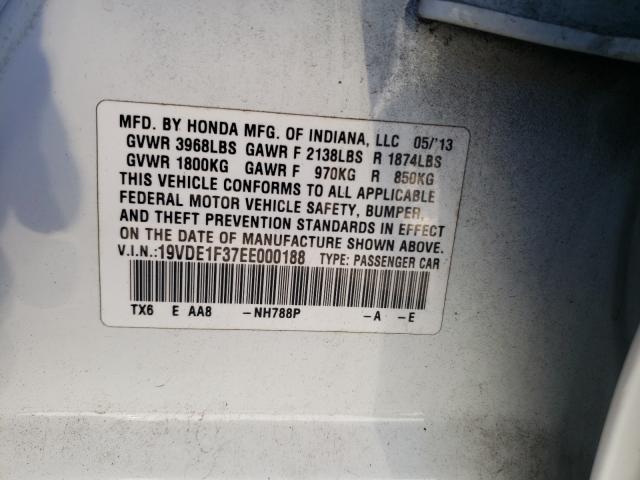 MFD. BY HONDA MFG. OF INDIANA, LLC 05/'13
GVWR 3968LBS GAWR F 2138LBS R 1874LBS
GVWR 1800KG GAWR F 970KG R 850KG
THIS VEHICLE CONFORMS TO ALL APPLICABLE
FEDERAL MOTOR VEHICLE SAFETY, BUMPER,
AND THEFT PREVENTION STANDARDS IN EFFECT
ON THE DATE OF MANUFACTURE SHOWN ABOVE.
V.I.N.:19VDE1F37EE000188 TYPE: PASSENGER CAR
TX6 E AA8 -NH788P -A -E